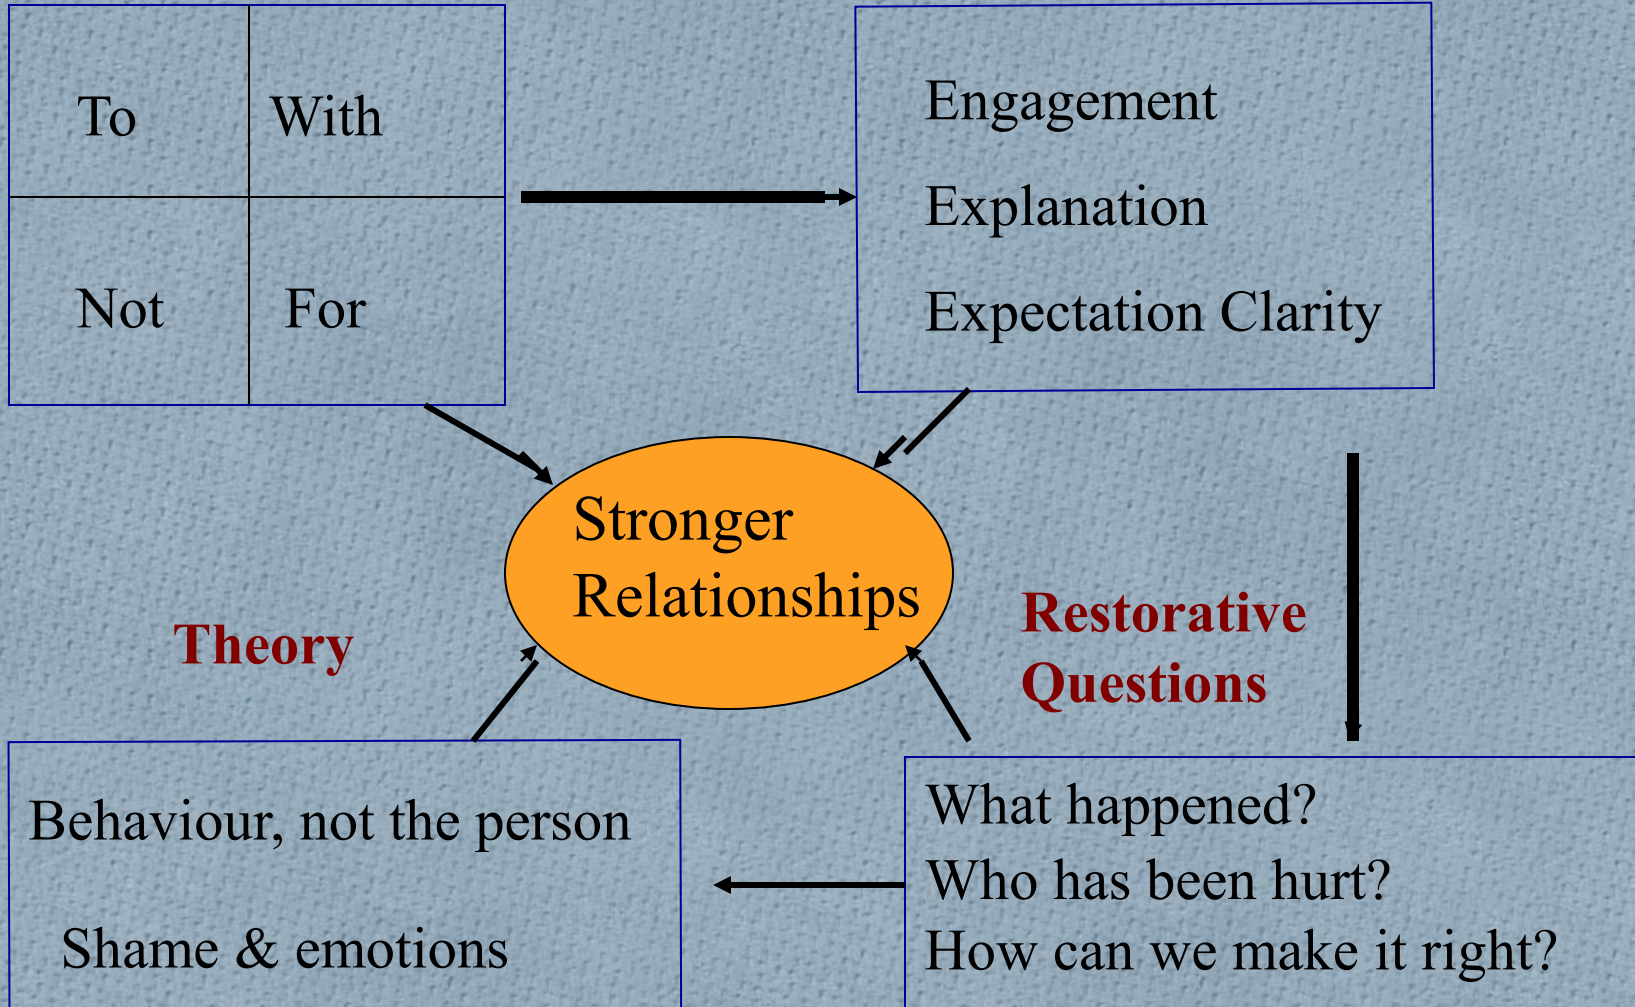 To With
Not For
Engagement
Explanation
Expectation Clarity
Stronger
Relationships
Theory
Restorative
Questions
Behaviour, not the person
Shame & emotions
What happened?
Who has been hurt?
How can we make it right?